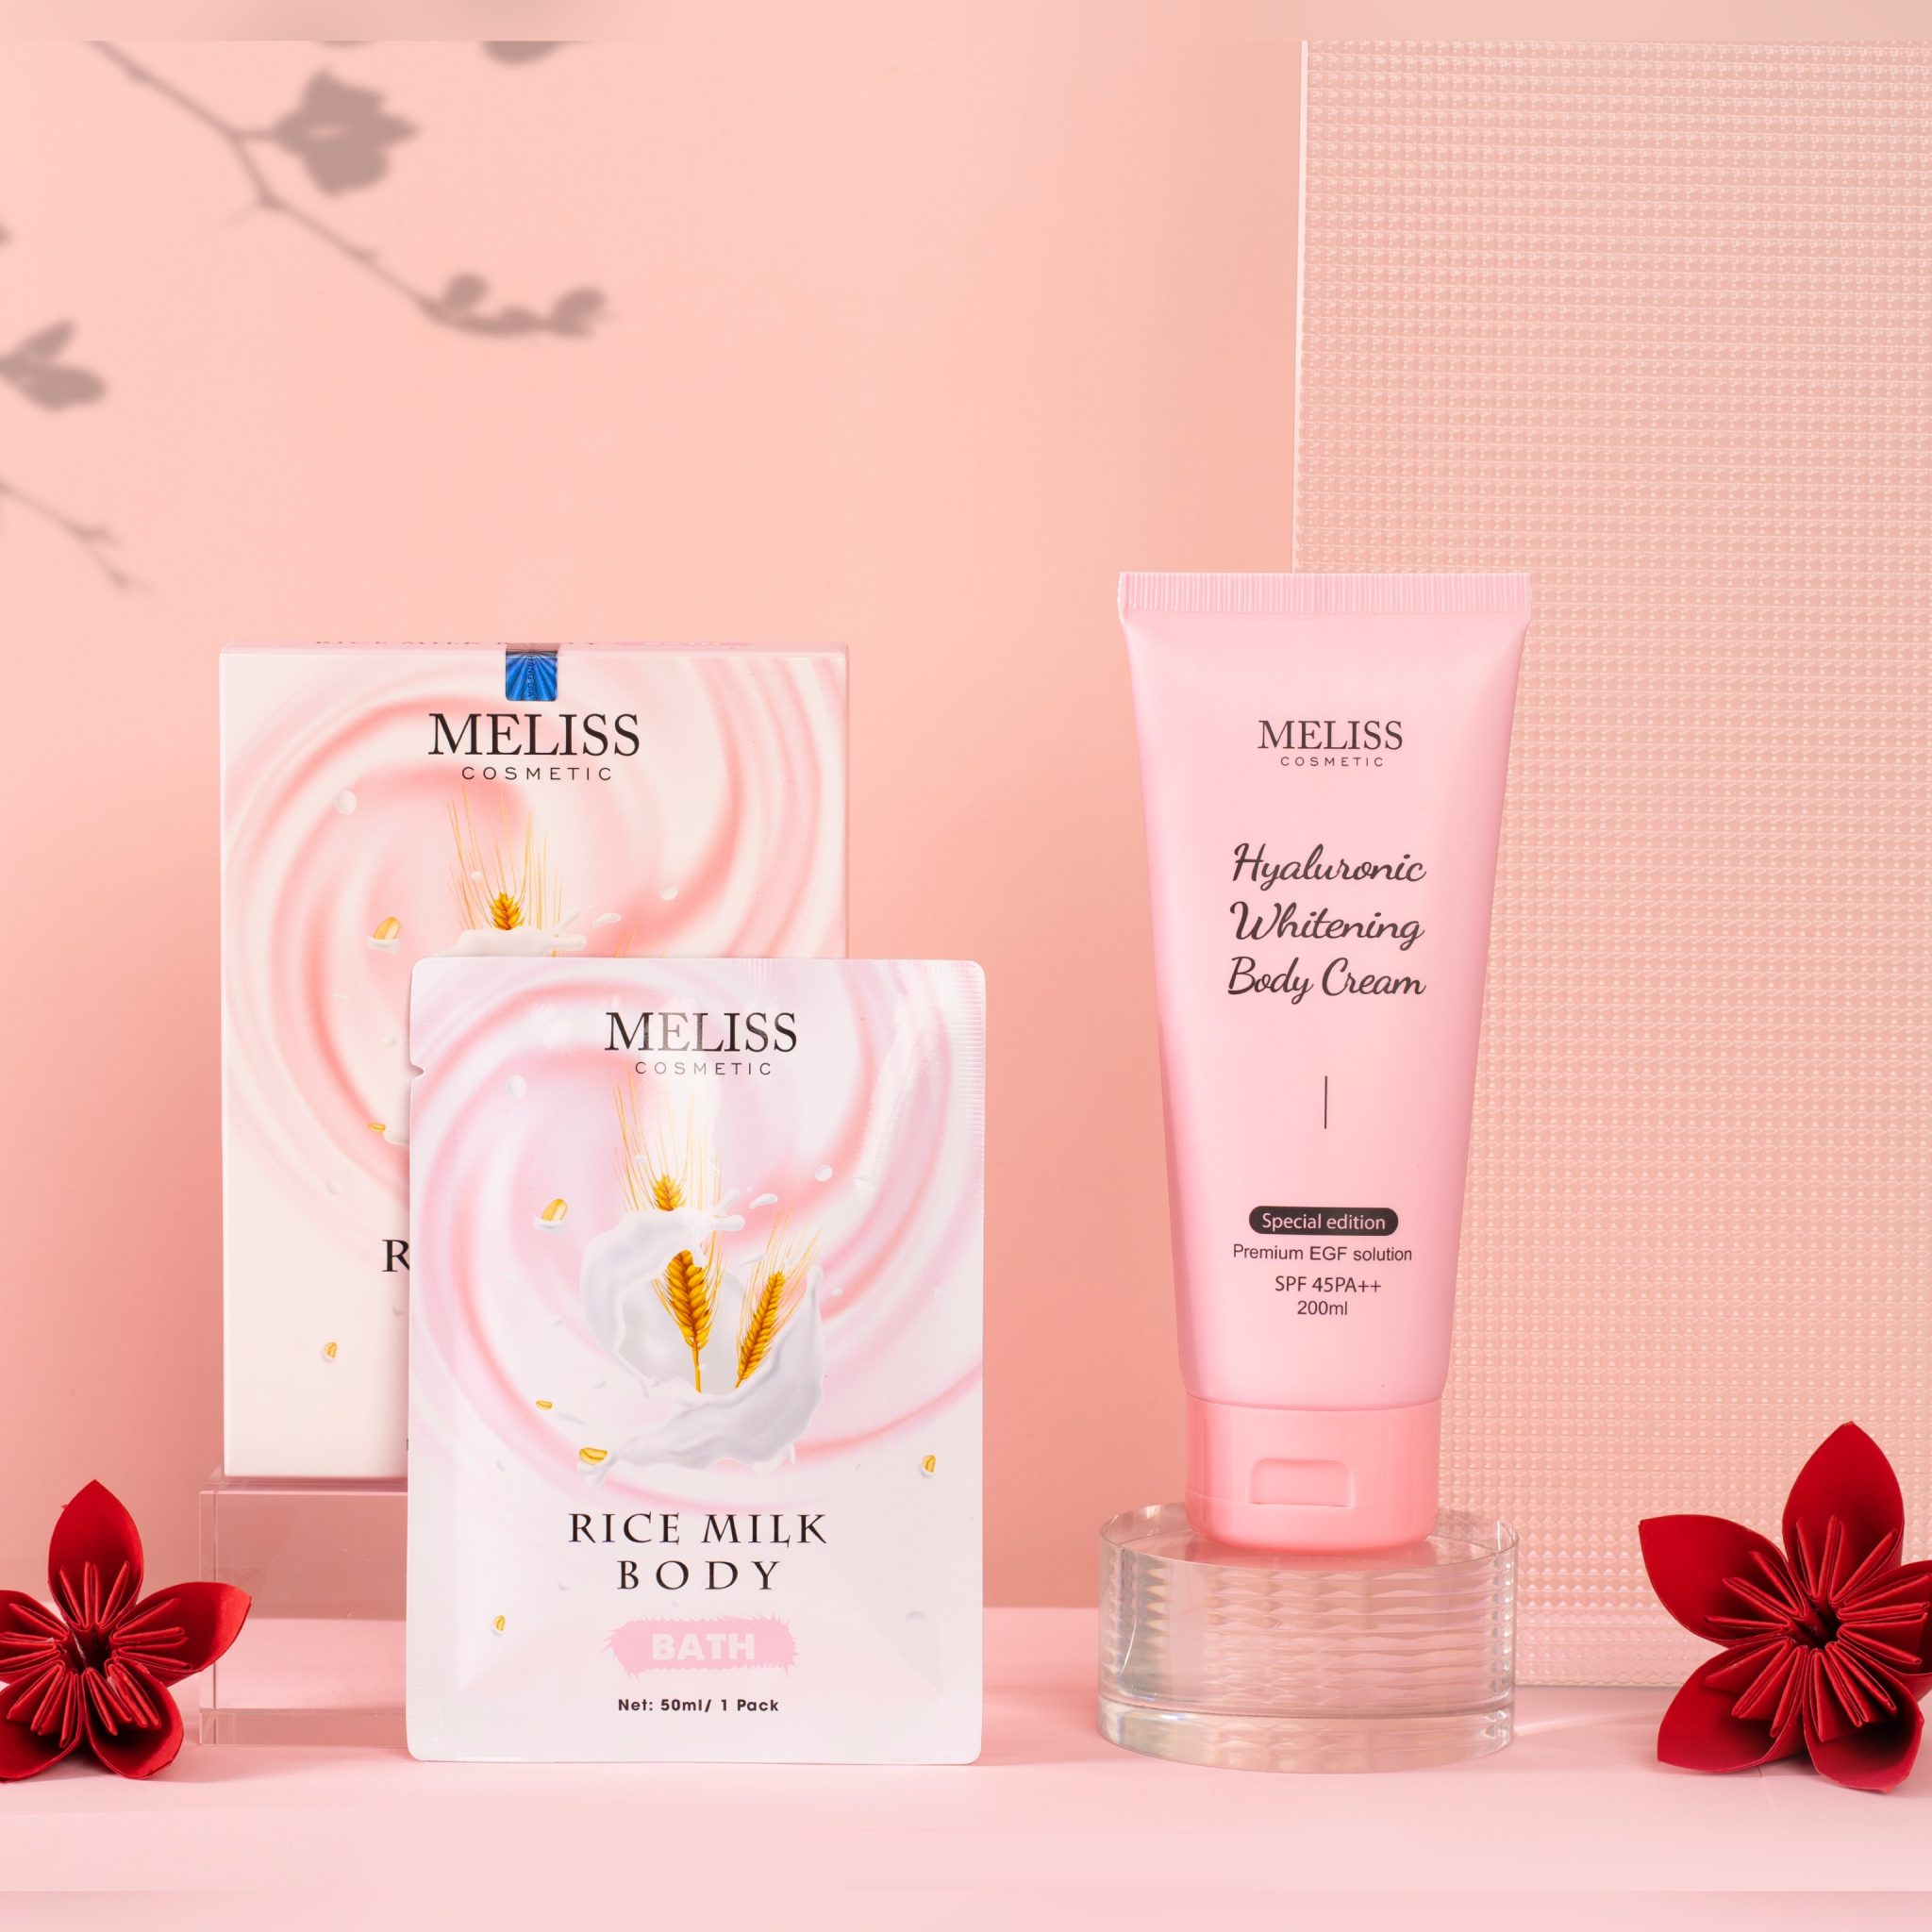 MELISS
COSMETIC
R
MELISS
COSMETIC
RICE MILK
BODY
BATH
Net: 50ml/ 1 Pack
MELISS
COSMETIC
Hyaluronic
Whitening
Body Cream
Special edition
Premium EGF solution
SPF 45PA++
200ml